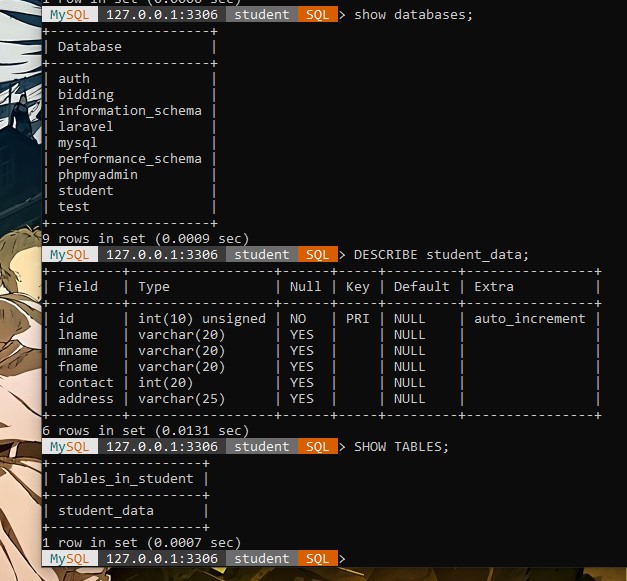 1 row in set (0.0006 sec)
MySQL 127.0.0.1:3306 student SQL > show databases;
+--------------------+
| Database           |
+--------------------+
| auth               |
| bidding            |
| information_schema |
| laravel            |
| mysql              |
| performance_schema |
| phpmyadmin         |
| student            |
| test               |
+--------------------+
9 rows in set (0.0009 sec)
MySQL 127.0.0.1:3306 student SQL > DESCRIBE student_data;
+---------+------------------+------+-----+---------+----------------+
| Field   | Type             | Null | Key | Default | Extra          |
+---------+------------------+------+-----+---------+----------------+
| id      | int(10) unsigned | NO   | PRI | NULL    | auto_increment |
| lname   | varchar(20)      | YES  |     | NULL    |                |
| mname   | varchar(20)      | YES  |     | NULL    |                |
| fname   | varchar(20)      | YES  |     | NULL    |                |
| contact | int(20)          | YES  |     | NULL    |                |
| address | varchar(25)      | YES  |     | NULL    |                |
+---------+------------------+------+-----+---------+----------------+
6 rows in set (0.0131 sec)
MySQL 127.0.0.1:3306 student SQL > SHOW TABLES;
+-------------------+
| Tables_in_student |
+-------------------+
| student_data      |
+-------------------+
1 row in set (0.0007 sec)
MySQL 127.0.0.1:3306 student SQL >